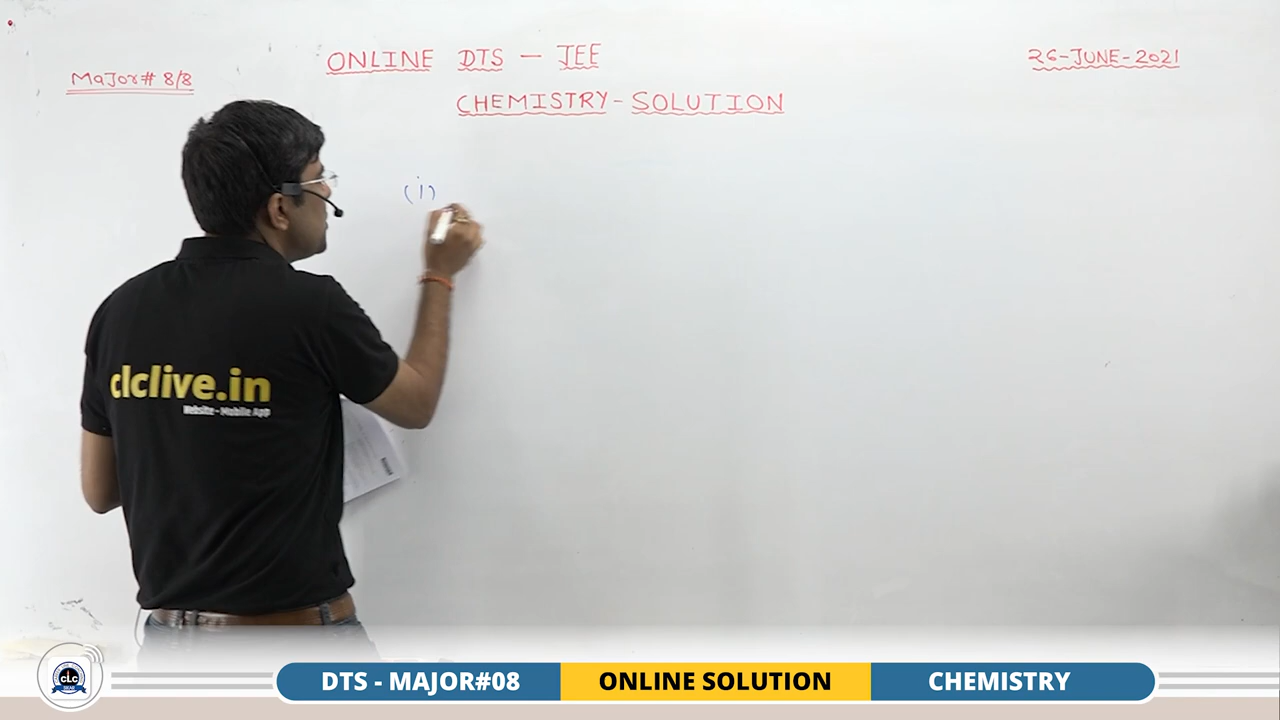 ONLINE DTS - JEE
26-JUNE-2021
MaJor# 8/8
CHEMISTRY-SOLUTION
(i)
clclive.in
Website - Mobile App
CLC
DTS - MAJOR#08
ONLINE SOLUTION
CHEMISTRY